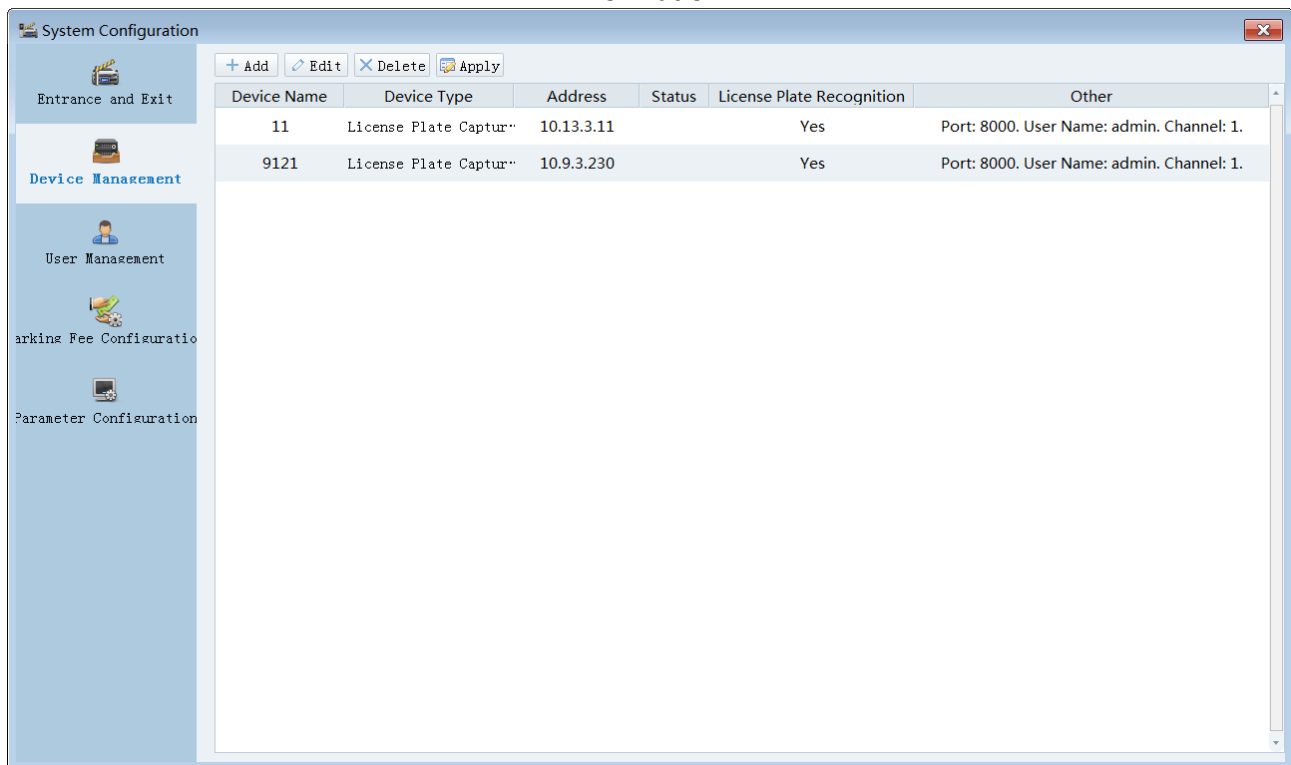 System Configuration
Entrance and Exit
Device Management
User Management
arking Fee Configuratio
Parameter Configuration
Add Edit Delete Apply
Device Name Device Type Address Status License Plate Recognition Other
11 License Plate Captur… 10.13.3.11 Yes Port: 8000. User Name: admin. Channel: 1.
9121 License Plate Captur… 10.9.3.230 Yes Port: 8000. User Name: admin. Channel: 1.